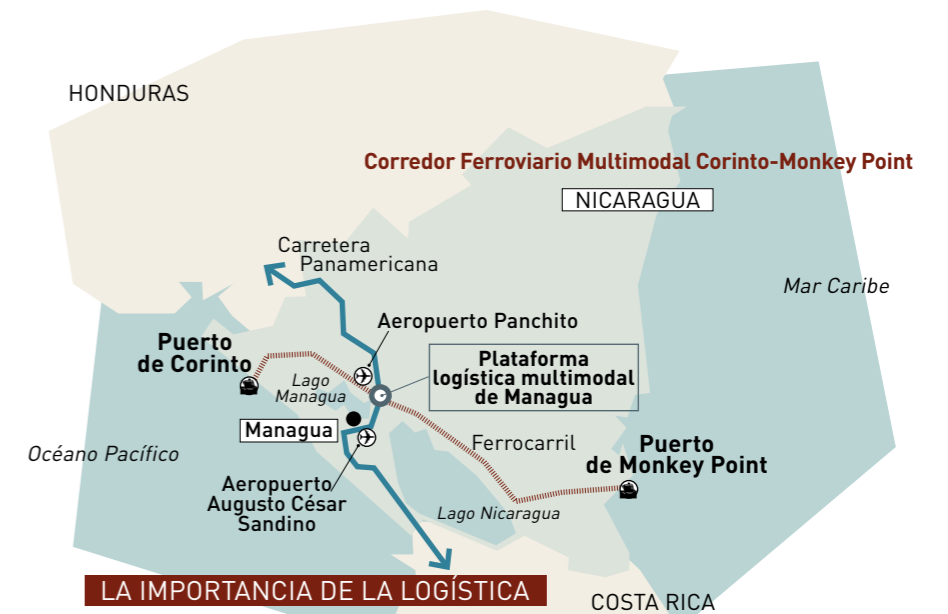 HONDURAS
Corredor Ferroviario Multimodal Corinto-Monkey Point
NICARAGUA
Carretera
Panamericana
Mar Caribe
Aeropuerto Panchito
Puerto
de Corinto
Plataforma
logística multimodal
de Managua
Lago
Managua
Managua
Ferrocarril
Puerto
de Monkey Point
Océano Pacífico
Aeropuerto
Augusto César
Sandino
Lago Nicaragua
LA IMPORTANCIA DE LA LOGÍSTICA
COSTA RICA